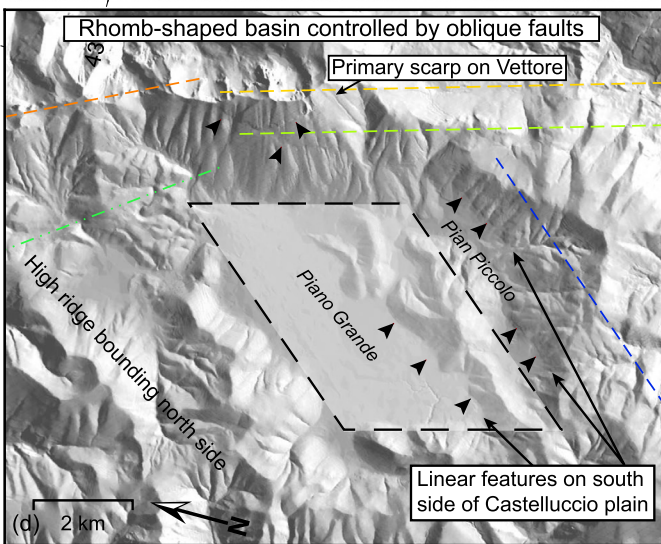 Rhomb-shaped basin controlled by oblique faults
43
Primary scarp on Vettore
Pian Piccolo
Piano Grande
High ridge bounding north side
Linear features on south
side of Castelluccio plain
(d)
2 km
N